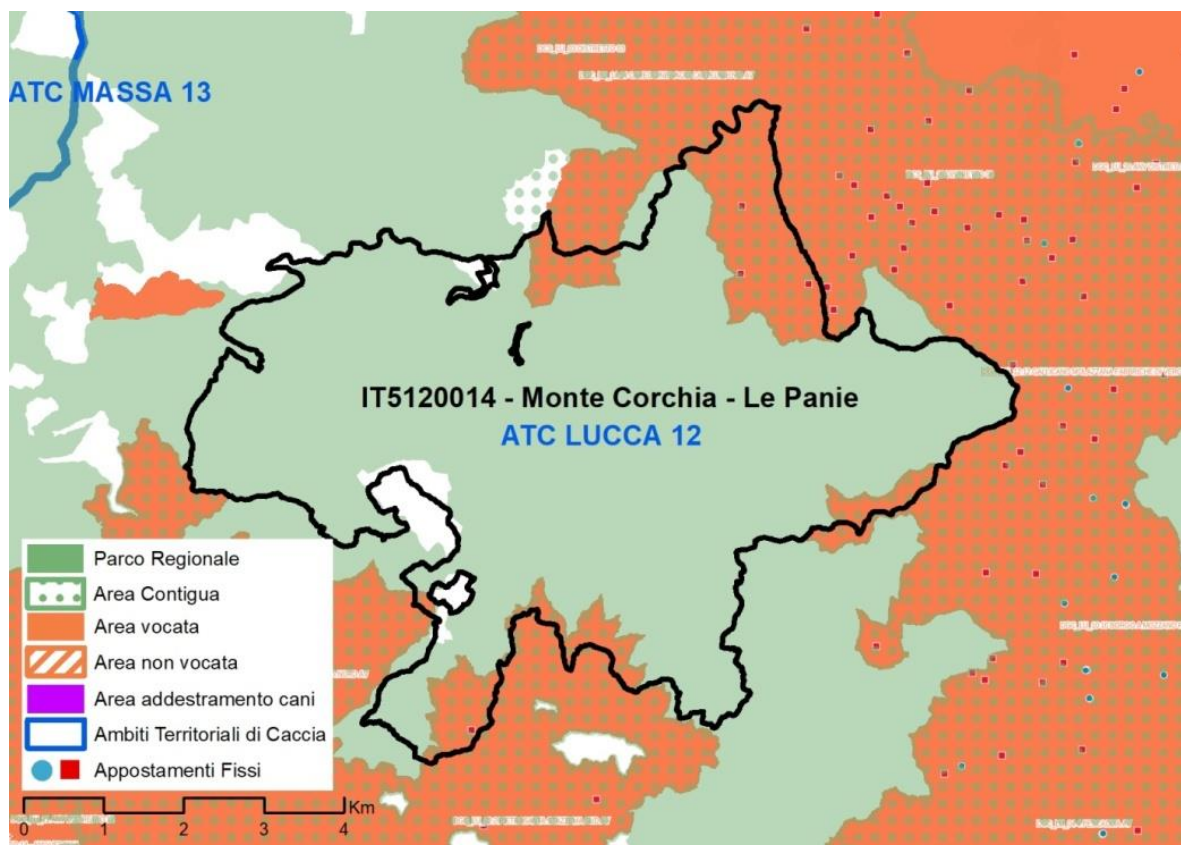 ATC MASSA 13
IT5120014 - Monte Corchia - Le Panie
ATC LUCCA 12
Parco Regionale
Area Contigua
Area vocata
Area non vocata
Area addestramento cani
Ambiti Territoriali di Caccia
Appostamenti Fissi
Km
0 1 2 3 4